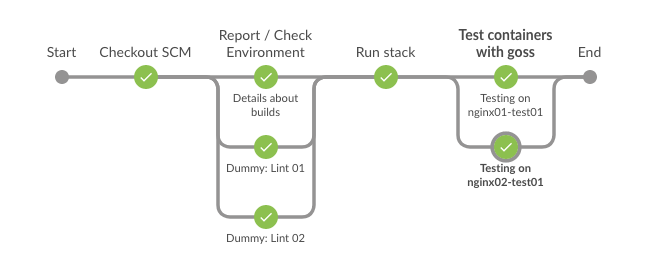 Start
Checkout SCM
Report / Check
Environment
Run stack
Test containers
with goss
End
Details about
builds
Testing on
nginx01-test01
Dummy: Lint 01
Testing on
nginx02-test01
Dummy: Lint 02